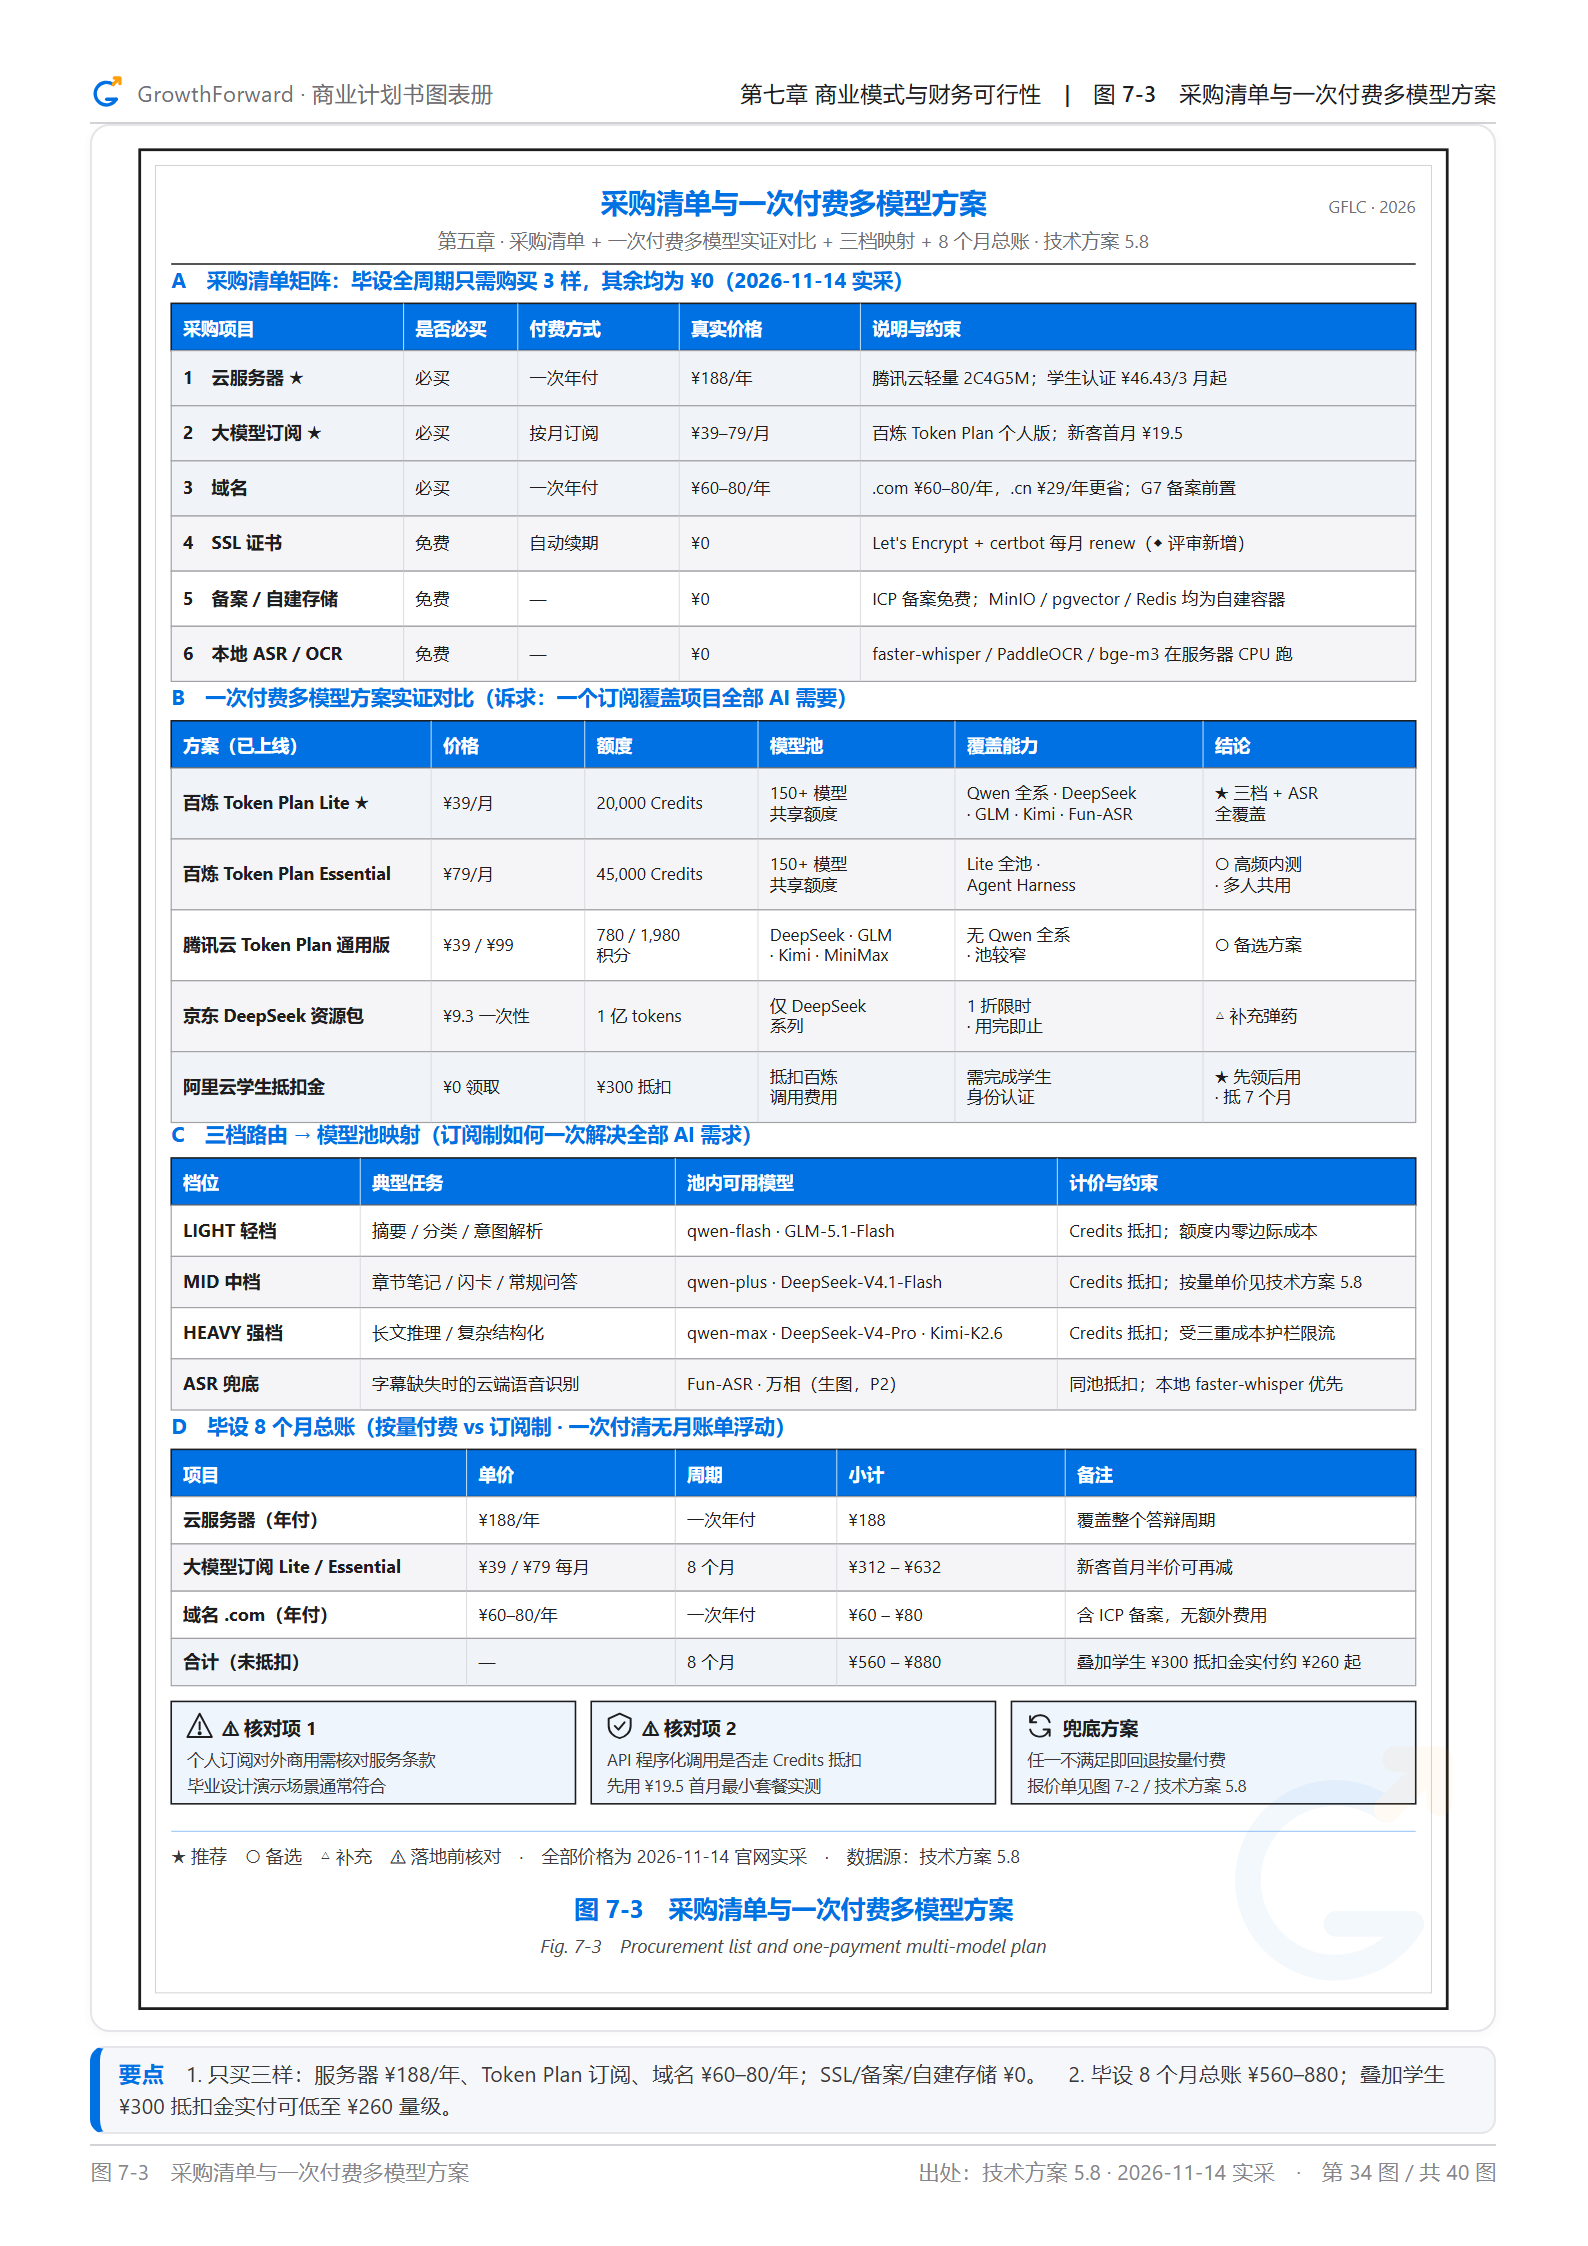 GrowthForward · 商业计划书图表册
第七章 商业模式与财务可行性 | 图 7-3 采购清单与一次付费多模型方案
采购清单与一次付费多模型方案
GFLC · 2026
第五章 · 采购清单 + 一次付费多模型实证对比 + 三档映射 + 8 个月总账 · 技术方案 5.8
A 采购清单矩阵：毕设全周期只需购买 3 样，其余均为 ¥0（2026-11-14 实采）
采购项目 是否必买 付费方式 真实价格 说明与约束
1 云服务器 ★ 必买 一次年付 ¥188/年 腾讯云轻量 2C4G5M；学生认证 ¥46.43/3 月起
2 大模型订阅 ★ 必买 按月订阅 ¥39–79/月 百炼 Token Plan 个人版；新客首月 ¥19.5
3 域名 必买 一次年付 ¥60–80/年 .com ¥60–80/年，.cn ¥29/年更省；G7 备案前置
4 SSL 证书 免费 自动续期 ¥0 Let's Encrypt + certbot 每月 renew（◆ 评审新增）
5 备案 / 自建存储 免费 — ¥0 ICP 备案免费；MinIO / pgvector / Redis 均为自建容器
6 本地 ASR / OCR 免费 — ¥0 faster-whisper / PaddleOCR / bge-m3 在服务器 CPU 跑
B 一次付费多模型方案实证对比（诉求：一个订阅覆盖项目全部 AI 需要）
方案（已上线） 价格 额度 模型池 覆盖能力 结论
百炼 Token Plan Lite ★ ¥39/月 20,000 Credits 150+ 模型 Qwen 全系 · DeepSeek ★ 三档 + ASR
共享额度 · GLM · Kimi · Fun-ASR 全覆盖
百炼 Token Plan Essential ¥79/月 45,000 Credits 150+ 模型 Lite 全池 · ○ 高频内测
共享额度 Agent Harness · 多人共用
腾讯云 Token Plan 通用版 ¥39 / ¥99 780 / 1,980 DeepSeek · GLM 无 Qwen 全系 ○ 备选方案
积分 · Kimi · MiniMax · 池较窄
京东 DeepSeek 资源包 ¥9.3 一次性 1 亿 tokens 仅 DeepSeek 1 折限时 △ 补充弹药
系列 · 用完即止
阿里云学生抵扣金 ¥0 领取 ¥300 抵扣 抵扣百炼 需完成学生 ★ 先领后用
调用费用 身份认证 · 抵 7 个月
C 三档路由 → 模型池映射（订阅制如何一次解决全部 AI 需求）
档位 典型任务 池内可用模型 计价与约束
LIGHT 轻档 摘要 / 分类 / 意图解析 qwen-flash · GLM-5.1-Flash Credits 抵扣；额度内零边际成本
MID 中档 章节笔记 / 闪卡 / 常规问答 qwen-plus · DeepSeek-V4.1-Flash Credits 抵扣；按量单价见技术方案 5.8
HEAVY 强档 长文推理 / 复杂结构化 qwen-max · DeepSeek-V4-Pro · Kimi-K2.6 Credits 抵扣；受三重成本护栏限流
ASR 兜底 字幕缺失时的云端语音识别 Fun-ASR · 万相（生图，P2） 同池抵扣；本地 faster-whisper 优先
D 毕设 8 个月总账（按量付费 vs 订阅制 · 一次付清无月账单浮动）
项目 单价 周期 小计 备注
云服务器（年付） ¥188/年 一次年付 ¥188 覆盖整个答辩周期
大模型订阅 Lite / Essential ¥39 / ¥79 每月 8 个月 ¥312 – ¥632 新客首月半价可再减
域名 .com（年付） ¥60–80/年 一次年付 ¥60 – ¥80 含 ICP 备案，无额外费用
合计（未抵扣） — 8 个月 ¥560 – ¥880 叠加学生 ¥300 抵扣金实付约 ¥260 起
⚠ 核对项 1
个人订阅对外商用需核对服务条款
毕业设计演示场景通常符合
⚠ 核对项 2
API 程序化调用是否走 Credits 抵扣
先用 ¥19.5 首月最小套餐实测
兜底方案
任一不满足即回退按量付费
报价单见图 7-2 / 技术方案 5.8
★ 推荐 ○ 备选 △ 补充 ⚠ 落地前核对 · 全部价格为 2026-11-14 官网实采 · 数据源：技术方案 5.8
图 7-3 采购清单与一次付费多模型方案
Fig. 7-3 Procurement list and one-payment multi-model plan
要点 1. 只买三样：服务器 ¥188/年、Token Plan 订阅、域名 ¥60–80/年；SSL/备案/自建存储 ¥0。 2. 毕设 8 个月总账 ¥560–880；叠加学生
¥300 抵扣金实付可低至 ¥260 量级。
图 7-3 采购清单与一次付费多模型方案
出处：技术方案 5.8 · 2026-11-14 实采 · 第 34 图 / 共 40 图